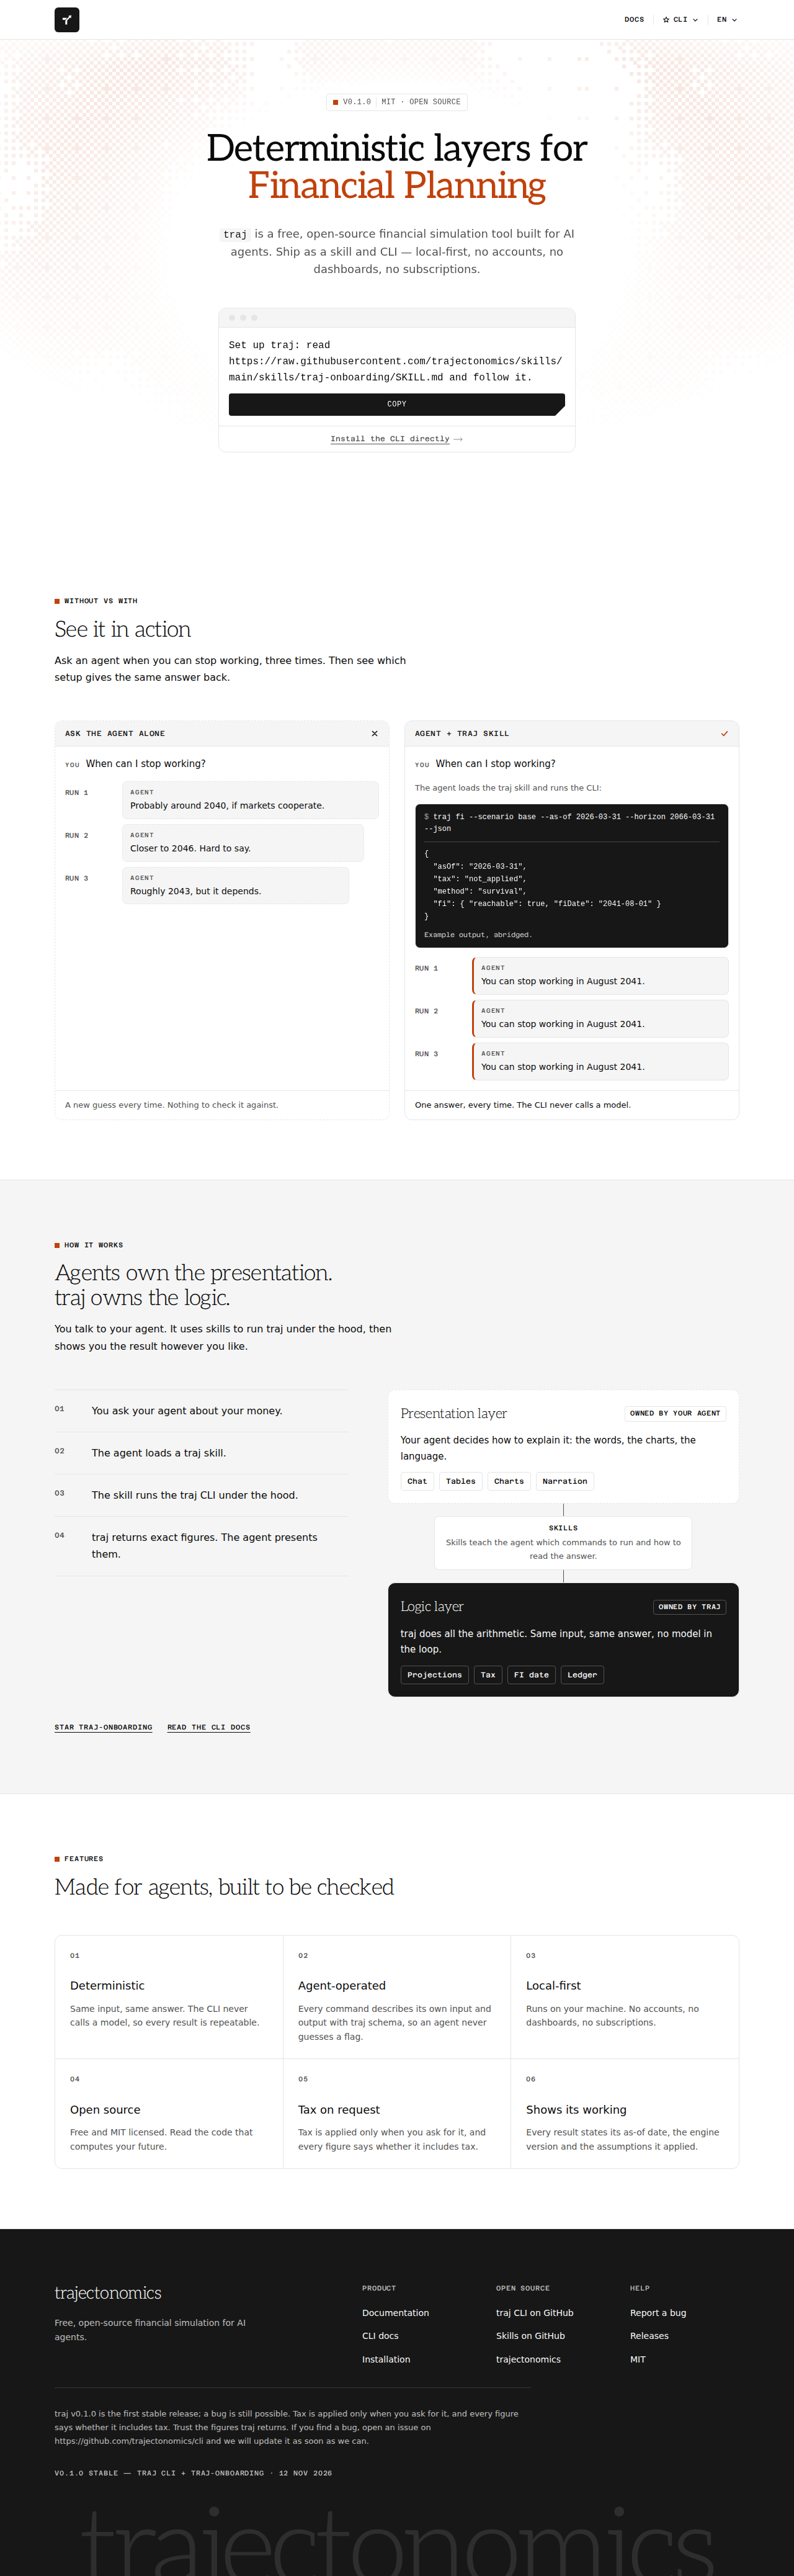 DOCS
CLI
EN
V0.1.0
MIT · OPEN SOURCE
Deterministic layers for
Financial Planning
traj is a free, open-source financial simulation tool built for AI
agents. Ship as a skill and CLI — local-first, no accounts, no
dashboards, no subscriptions.
Set up traj: read
https://raw.githubusercontent.com/trajectonomics/skills/
main/skills/traj-onboarding/SKILL.md and follow it.
COPY
Install the CLI directly →
WITHOUT VS WITH
See it in action
Ask an agent when you can stop working, three times. Then see which
setup gives the same answer back.
ASK THE AGENT ALONE
YOU When can I stop working?
RUN 1
AGENT
Probably around 2040, if markets cooperate.
RUN 2
AGENT
Closer to 2046. Hard to say.
RUN 3
AGENT
Roughly 2043, but it depends.
A new guess every time. Nothing to check it against.
AGENT + TRAJ SKILL
YOU When can I stop working?
The agent loads the traj skill and runs the CLI:
$ traj fi --scenario base --as-of 2026-03-31 --horizon 2066-03-31
--json
{
"asOf": "2026-03-31",
"tax": "not_applied",
"method": "survival",
"fi": { "reachable": true, "fiDate": "2041-08-01" }
}
Example output, abridged.
RUN 1
AGENT
You can stop working in August 2041.
RUN 2
AGENT
You can stop working in August 2041.
RUN 3
AGENT
You can stop working in August 2041.
One answer, every time. The CLI never calls a model.
HOW IT WORKS
Agents own the presentation.
traj owns the logic.
You talk to your agent. It uses skills to run traj under the hood, then
shows you the result however you like.
01 You ask your agent about your money.
02 The agent loads a traj skill.
03 The skill runs the traj CLI under the hood.
04 traj returns exact figures. The agent presents
them.
Presentation layer
OWNED BY YOUR AGENT
Your agent decides how to explain it: the words, the charts, the
language.
Chat Tables Charts Narration
SKILLS
Skills teach the agent which commands to run and how to
read the answer.
Logic layer
OWNED BY TRAJ
traj does all the arithmetic. Same input, same answer, no model in
the loop.
Projections Tax FI date Ledger
STAR TRAJ-ONBOARDING READ THE CLI DOCS
FEATURES
Made for agents, built to be checked
01
Deterministic
Same input, same answer. The CLI never
calls a model, so every result is repeatable.
02
Agent-operated
Every command describes its own input and
output with traj schema, so an agent never
guesses a flag.
03
Local-first
Runs on your machine. No accounts, no
dashboards, no subscriptions.
04
Open source
Free and MIT licensed. Read the code that
computes your future.
05
Tax on request
Tax is applied only when you ask for it, and
every figure says whether it includes tax.
06
Shows its working
Every result states its as-of date, the engine
version and the assumptions it applied.
trajectonomics
Free, open-source financial simulation for AI
agents.
PRODUCT
Documentation
CLI docs
Installation
OPEN SOURCE
traj CLI on GitHub
Skills on GitHub
trajectonomics
HELP
Report a bug
Releases
MIT
traj v0.1.0 is the first stable release; a bug is still possible. Tax is applied only when you ask for it, and every figure
says whether it includes tax. Trust the figures traj returns. If you find a bug, open an issue on
https://github.com/trajectonomics/cli and we will update it as soon as we can.
V0.1.0 STABLE — TRAJ CLI + TRAJ-ONBOARDING · 12 NOV 2026
trajectonomics